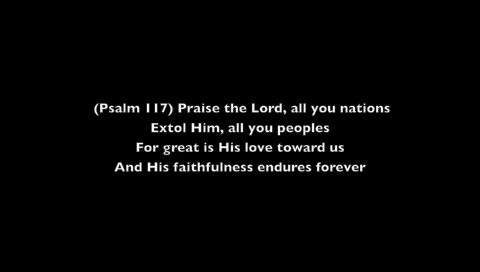 (Psalm 117) Praise the Lord, all you nations
Extol Him, all you peoples
For great is His love toward us
And His faithfulness endures forever